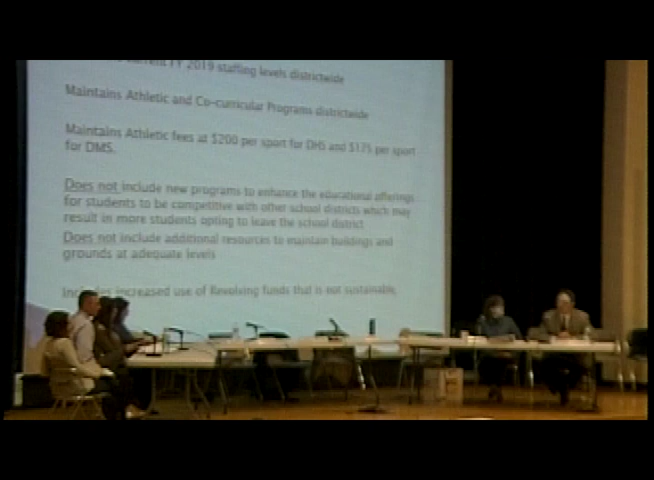 current FY 2019 staffing levels districtwide
Maintains Athletic and Co-curricular Programs districtwide
Maintains Athletic fees at $200 per sport for DHS and $175 per sport
for DMS.
Does not include new programs to enhance the educational offerings
for students to be competitive with other school districts which may
result in more students opting to leave the school district
Does not include additional resources to maintain buildings and
grounds at adequate levels
Includes increased use of Revolving funds that is not sustainable,